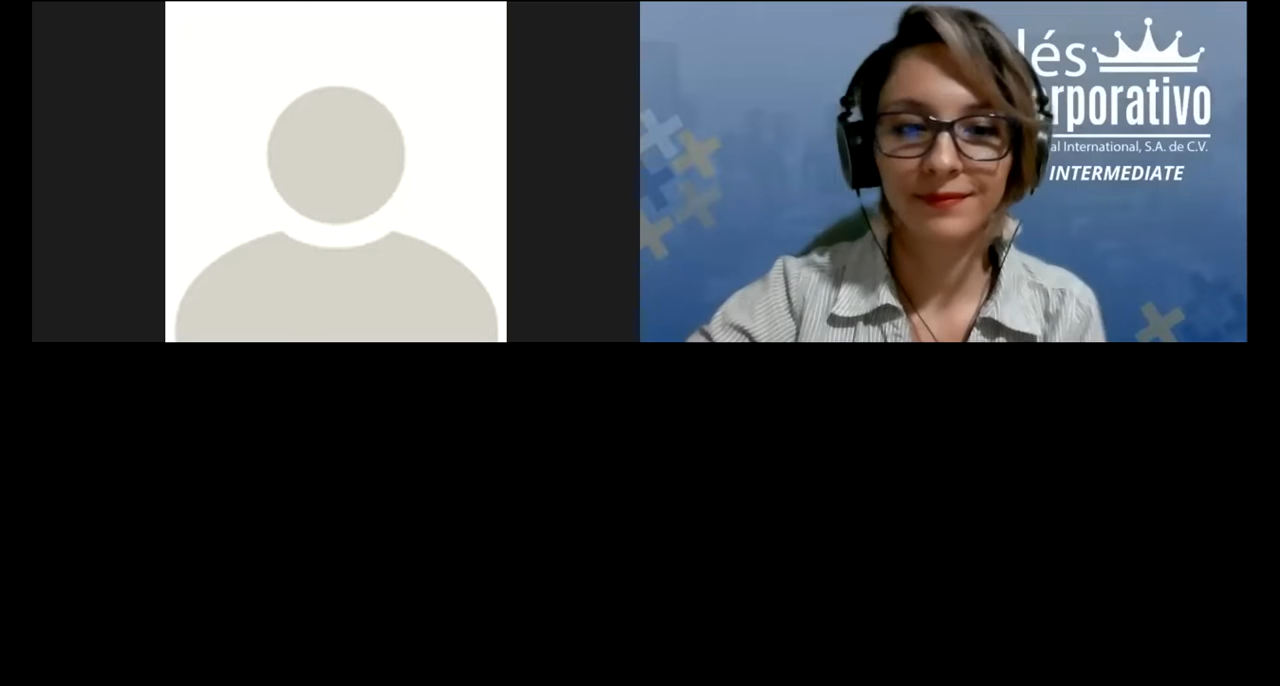 lés
rporativo
al International, S.A. de C.V.
INTERMEDIATE